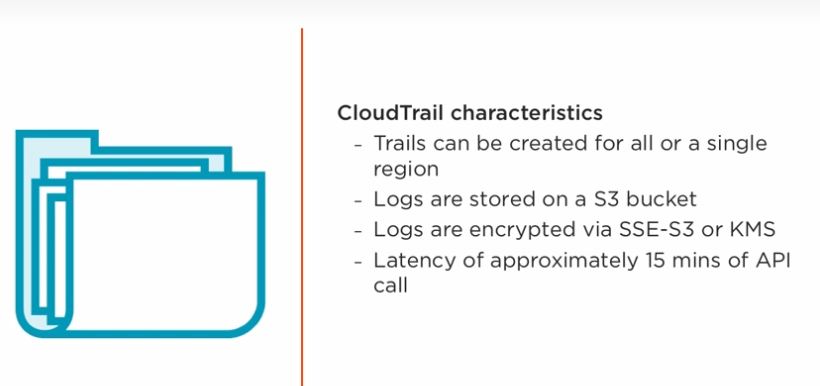 CloudTrail characteristics
- Trails can be created for all or a single
region
- Logs are stored on a S3 bucket
- Logs are encrypted via SSE-S3 or KMS
- Latency of approximately 15 mins of API
call